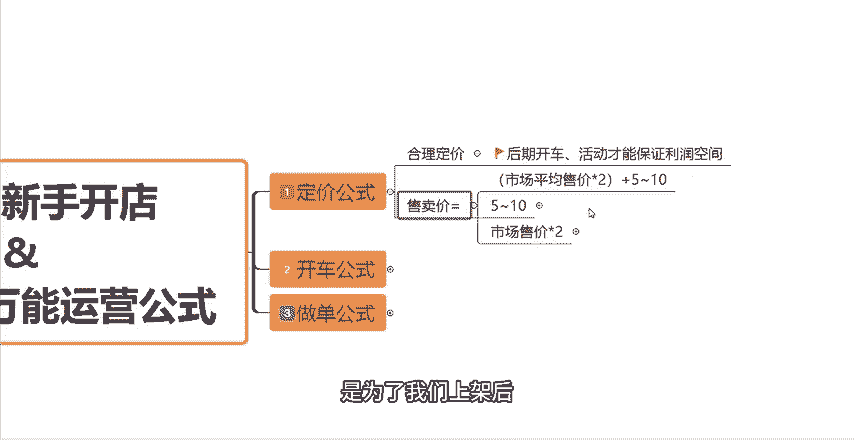 新手开店
&
万能运营公式
1 定价公式
合理定价
后期开车、活动才能保证利润空间
售卖价=
（市场平均售价*2）+5~10
5~10
市场售价*2
2 开车公式
3 做单公式
是为了我们上架后